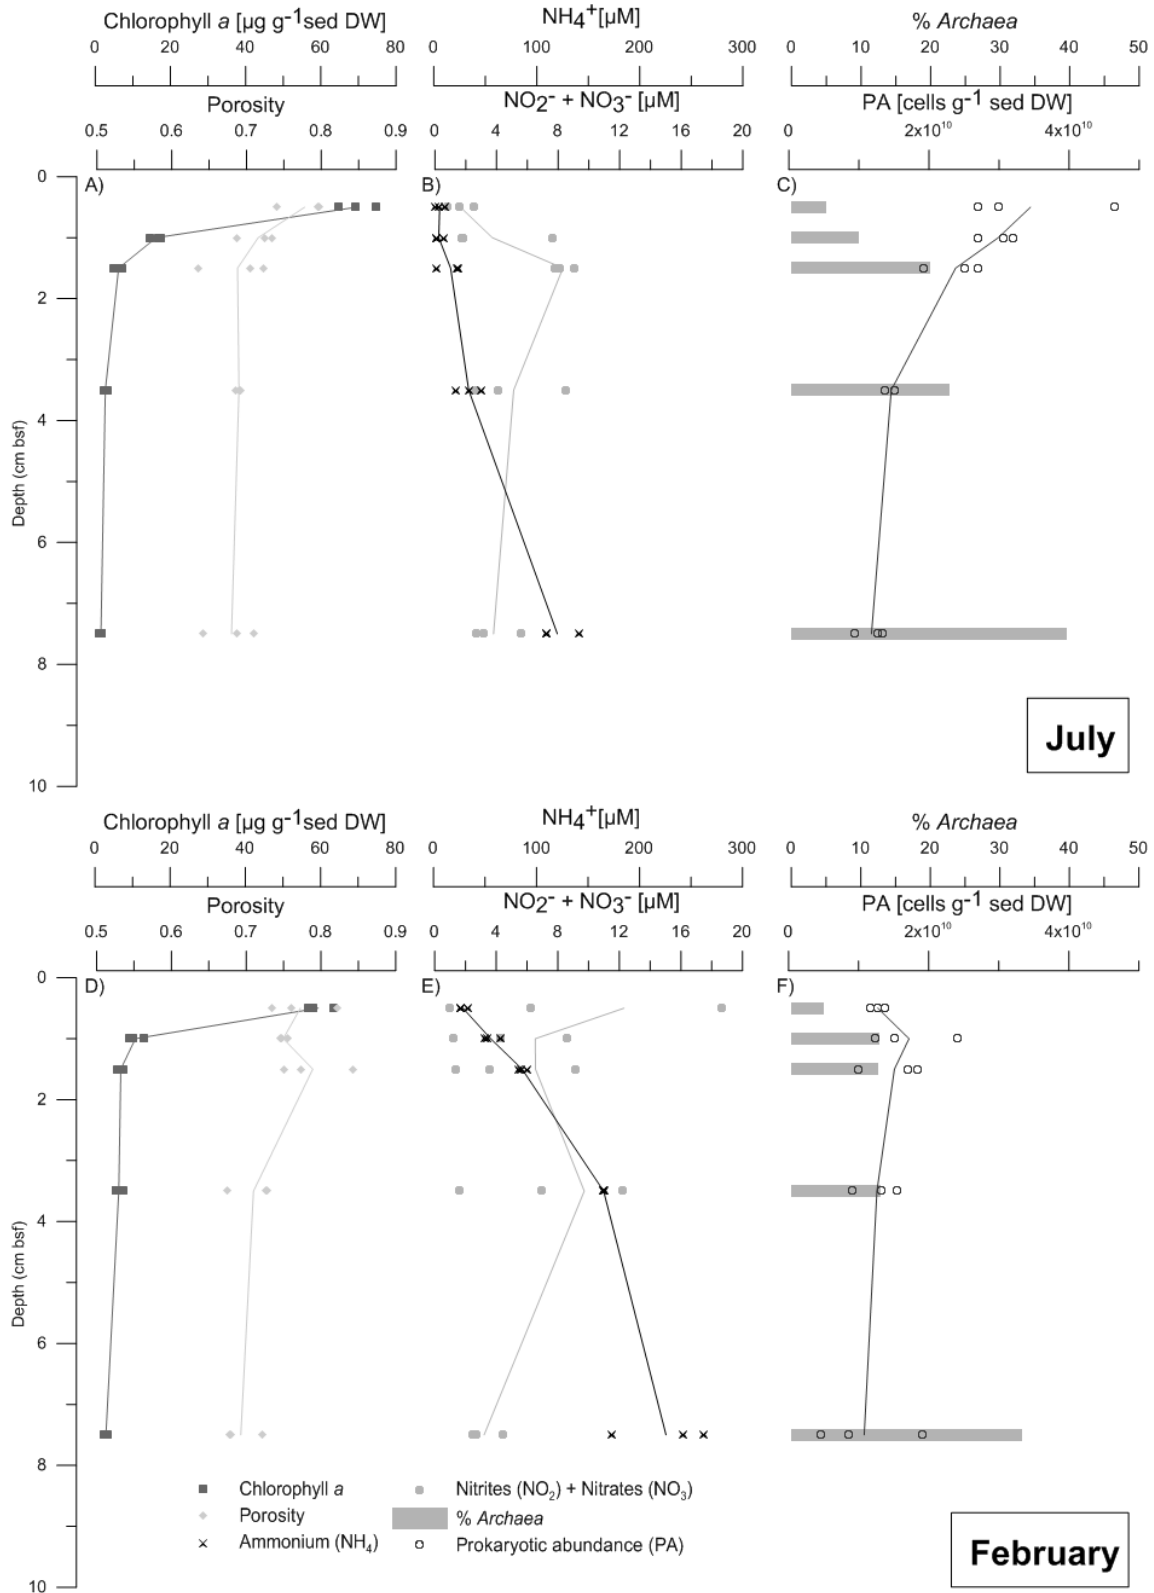 Chlorophyll a [µg g-1sed DW] NH4+[µM] % Archaea
0 20 40 60 80 0 100 200 300 0 10 20 30 40 50
Porosity NO2- + NO3- [µM] PA [cells g-1 sed DW]
0.5 0.6 0.7 0.8 0.9 0 4 8 12 16 20 0 2x10^10 4x10^10
0
A) B) C)
2
4
Depth (cm bsf)
6
8
July
10
Chlorophyll a [µg g-1sed DW] NH4+[µM] % Archaea
0 20 40 60 80 0 100 200 300 0 10 20 30 40 50
Porosity NO2- + NO3- [µM] PA [cells g-1 sed DW]
0.5 0.6 0.7 0.8 0.9 0 4 8 12 16 20 0 2x10^10 4x10^10
0
D) E) F)
2
4
Depth (cm bsf)
6
8
Chlorophyll a Nitrites (NO2) + Nitrates (NO3)
Porosity % Archaea
Ammonium (NH4) Prokaryotic abundance (PA)
February
10